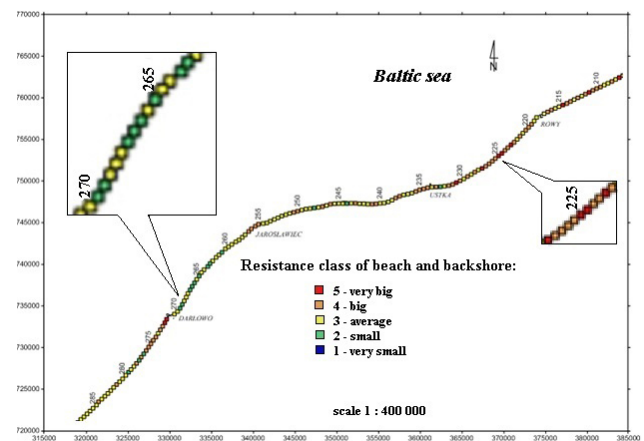 770000
765000
760000
755000
750000
745000
740000
735000
730000
725000
720000
315000 320000 325000 330000 335000 340000 345000 350000 355000 360000 365000 370000 375000 380000 385000
265
270
Baltic sea
N
210
215
220
ROWY
225
225
230
235
USTKA
240
245
250
255
JAROSŁAWIEC
260
265
270
DARŁOWO
275
280
285
Resistance class of beach and backshore:
5 - very big
4 - big
3 - average
2 - small
1 - very small
scale 1 : 400 000